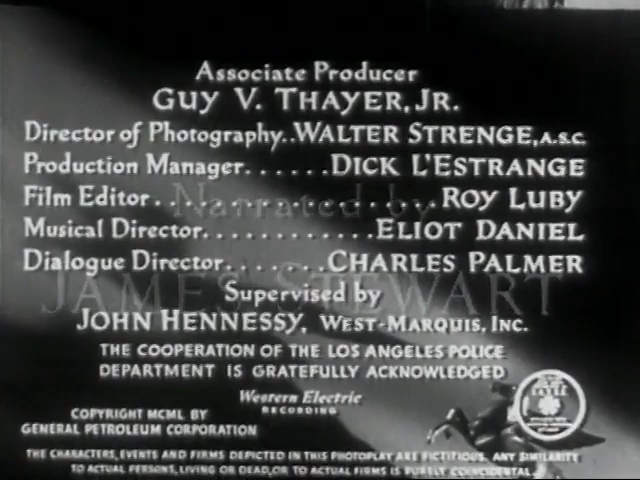 Associate Producer
GUY V. THAYER, JR.
Director of Photography..WALTER STRENGE, A.S.C.
Production Manager......DICK L'ESTRANGE
Film Editor..................ROY LUBY
Narrated by
Musical Director............ELIOT DANIEL
Dialogue Director.......CHARLES PALMER
JAMES STEWART
Supervised by
JOHN HENNESSY, WEST-MARQUIS, INC.
THE COOPERATION OF THE LOS ANGELES POLICE
DEPARTMENT IS GRATEFULLY ACKNOWLEDGED
Western Electric
RECORDING
COPYRIGHT MCML BY
GENERAL PETROLEUM CORPORATION
THE CHARACTERS, EVENTS AND FIRMS DEPICTED IN THIS PHOTOPLAY ARE FICTITIOUS. ANY SIMILARITY
TO ACTUAL PERSONS, LIVING OR DEAD, OR TO ACTUAL FIRMS IS PURELY COINCIDENTAL.